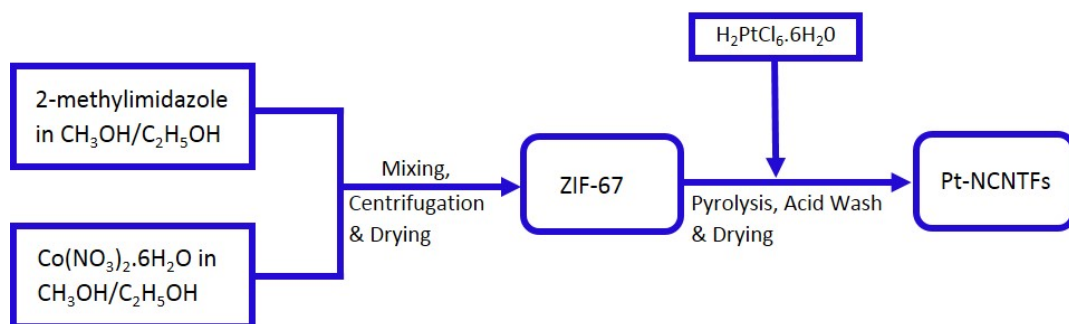 H₂PtCl₆.6H₂0
2-methylimidazole
in CH₃OH/C₂H₅OH
Mixing,
Centrifugation
& Drying
ZIF-67
Pyrolysis, Acid Wash
& Drying
Pt-NCNTFs
Co(NO₃)₂.6H₂O in
CH₃OH/C₂H₅OH